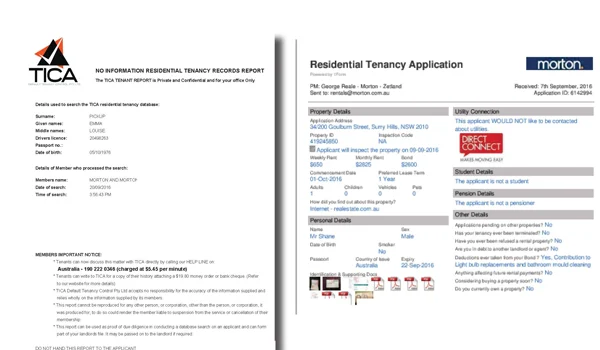 TICA
NO INFORMATION RESIDENTIAL TENANCY RECORDS REPORT
The TICA TENANT REPORT is Private and Confidential and for your office Only
Details used to search the TICA residential tenancy database:
Surname: PICKUP
Given names: EMMA
Middle names: LOUISE
Drivers licence:
Passport no.:
Date of birth: 05/10/1976
Details of Member who processed the search:
Members name: MORTON AND MORTON
Date of search: 20/09/2016
Time of search: 3:56:43 PM
MEMBERS IMPORTANT NOTICE:
* Tenants can now discuss this matter with TICA directly by calling our HELP LINE on
Australia - 190 222 0346 (charged at $5.45 per minute)
* Tenants can write to TICA for a copy of their history attaching a $19.80 money order or bank cheque. (Refer
to our website for more details)
* TICA Default Tenancy Control Pty Ltd accepts no responsibility for the accuracy of the information supplied and
relies wholly on the information supplied by its members.
* This report cannot be reproduced for any other person, or corporation, other than the person, or corporation, it
was produced for, to do so could render the member liable to suspension from the service or cancellation of their
membership.
* This report can be used as proof of due diligence in conducting a database search on an applicant and can form
part of your landlords file. It may be passed on to the landlord if required.
DO NOT HAND THIS REPORT TO THE APPLICANT
Residential Tenancy Application
morton.
PM: George Reale - Morton - Zetland
Sent to: rentals@morton.com.au
Received: 7th September, 2016
Application ID: 6142994
Property Details
Application Address
34/200 Goulburn Street, Surry Hills, NSW 2010
Property ID Inspection Code
419245850 NA
Applicant will inspect the property on 09-09-2016
Weekly Rent Monthly Rent Bond
$650 $2825 $2600
Commencement Date Preferred Lease Term
01-Oct-2016 1 Year
Adults Children Vehicles Pets
1 0 0 0
How did you find out about this property?
Internet - realestate.com.au
Personal Details
Name Sex
Mr Shane Male
Date of Birth Smoker
No
Passport Country of Issue Expiry
Australia 22-Sep-2016
Identification & Supporting Docs
Utility Connection
This applicant WOULD NOT like to be contacted
about utilities.
DIRECT CONNECT
MAKES MOVING EASY
Student Details
The applicant is not a student
Pension Details
The applicant is not a pensioner
Other Details
Applications pending on other properties? No
Has your tenancy ever been terminated? No
Have you ever been refused a rental property? No
Are you in debt to another landlord or agent? No
Deductions ever taken from you Bond? Yes, Contribution to
Light bulb replacements and bathroom mould cleaning
Anything affecting future rental payments? No
Considering buying a property soon? No
Do you currently own a property? No